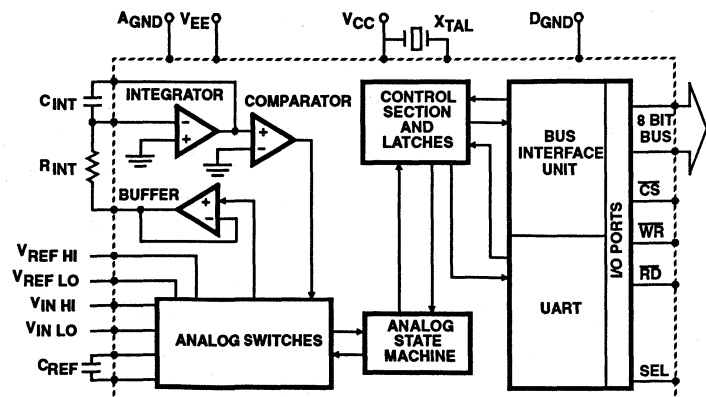 AGND VEE VCC XTAL DGND
CINT
INTEGRATOR
COMPARATOR
- +
+ -
RINT
BUFFER
+ -
CONTROL
SECTION
AND
LATCHES
BUS
INTERFACE
UNIT
I/O PORTS
8 BIT
BUS
CS
WR
RD
VREF HI
VREF LO
VIN HI
VIN LO
CREF
ANALOG SWITCHES
ANALOG
STATE
MACHINE
UART
SEL